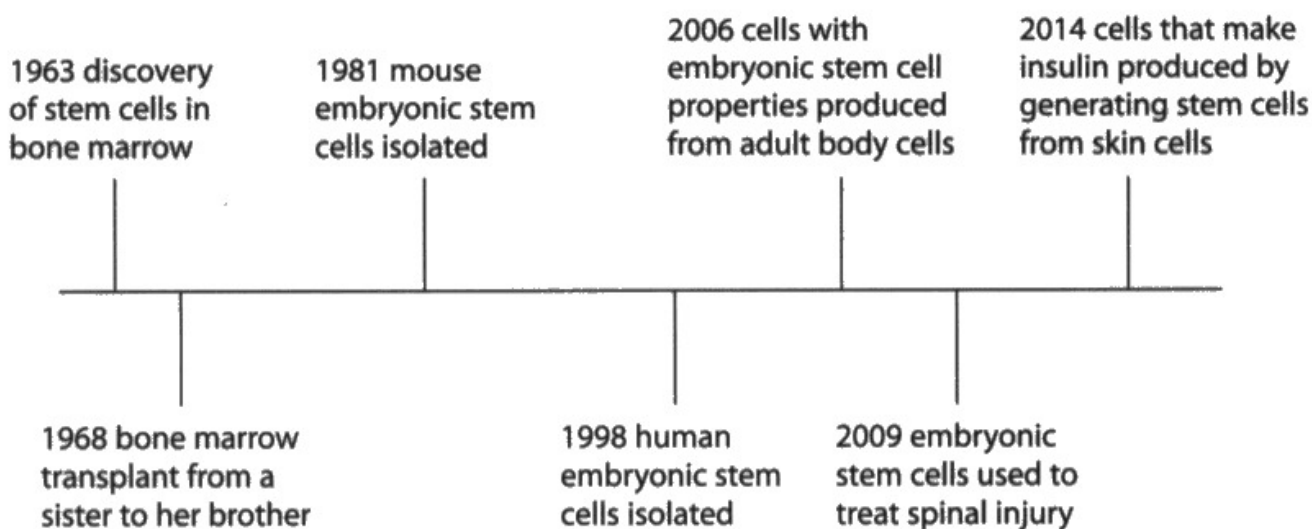 1963 discovery
of stem cells in
bone marrow
1981 mouse
embryonic stem
cells isolated
2006 cells with
embryonic stem cell
properties produced
from adult body cells
2014 cells that make
insulin produced by
generating stem cells
from skin cells
1968 bone marrow
transplant from a
sister to her brother
1998 human
embryonic stem
cells isolated
2009 embryonic
stem cells used to
treat spinal injury